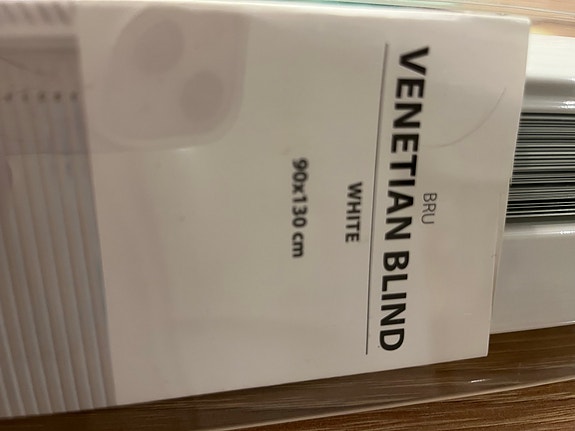 BRU
VENETIAN BLIND
WHITE
90x130 cm